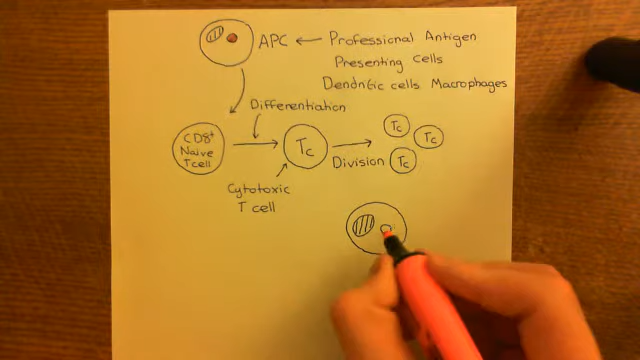 APC ← Professional Antigen
Presenting Cells
Dendritic cells Macrophages
Differentiation
CD8+
Naive
T cell
Tc
Tc
Tc
Tc
Division
Cytotoxic
T cell